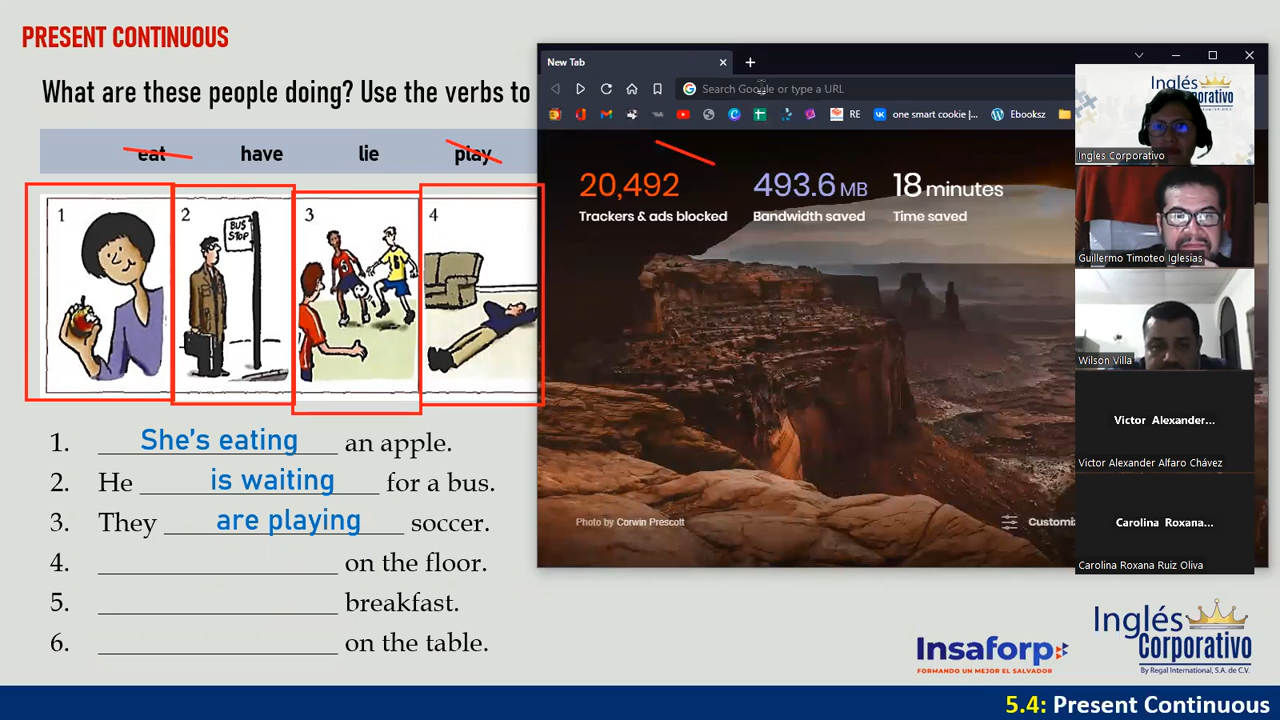 PRESENT CONTINUOUS
What are these people doing? Use the verbs to
eat have lie play
1 2 3 4
BUS STOP
1. She's eating an apple.
2. He is waiting for a bus.
3. They are playing soccer.
4. ____________ on the floor.
5. ____________ breakfast.
6. ____________ on the table.
New Tab
Search Google or type a URL
RE one smart cookie |... Ebooksz
20,492 493.6 MB 18 minutes
Trackers & ads blocked Bandwidth saved Time saved
Photo by Corwin Prescott
Customiz
Inglés
Corporativo
Ingles Corporativo
Guillermo Timoteo Iglesias
Wilson Villa
Victor Alexander...
Victor Alexander Alfaro Chávez
Carolina Roxana...
Carolina Roxana Ruiz Oliva
Insaforp
FORMANDO UN MEJOR EL SALVADOR
Inglés
Corporativo
By Regal International, S.A. de C.V.
5.4: Present Continuous